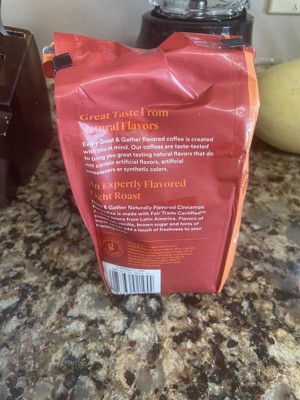 Great Taste From
Natural Flavors
Every Good & Gather flavored coffee is created
with you in mind. Our coffees are taste-tested
to bring you great tasting natural flavors that do
not contain artificial flavors, artificial
sweeteners or synthetic colors.
An Expertly Flavored
Light Roast
& Gather Naturally Flavored Cinnamon
coffee is made with Fair Trade Certified™
beans from Latin America. Flavors of
vanilla, brown sugar and hints of
add a touch of freshness to your